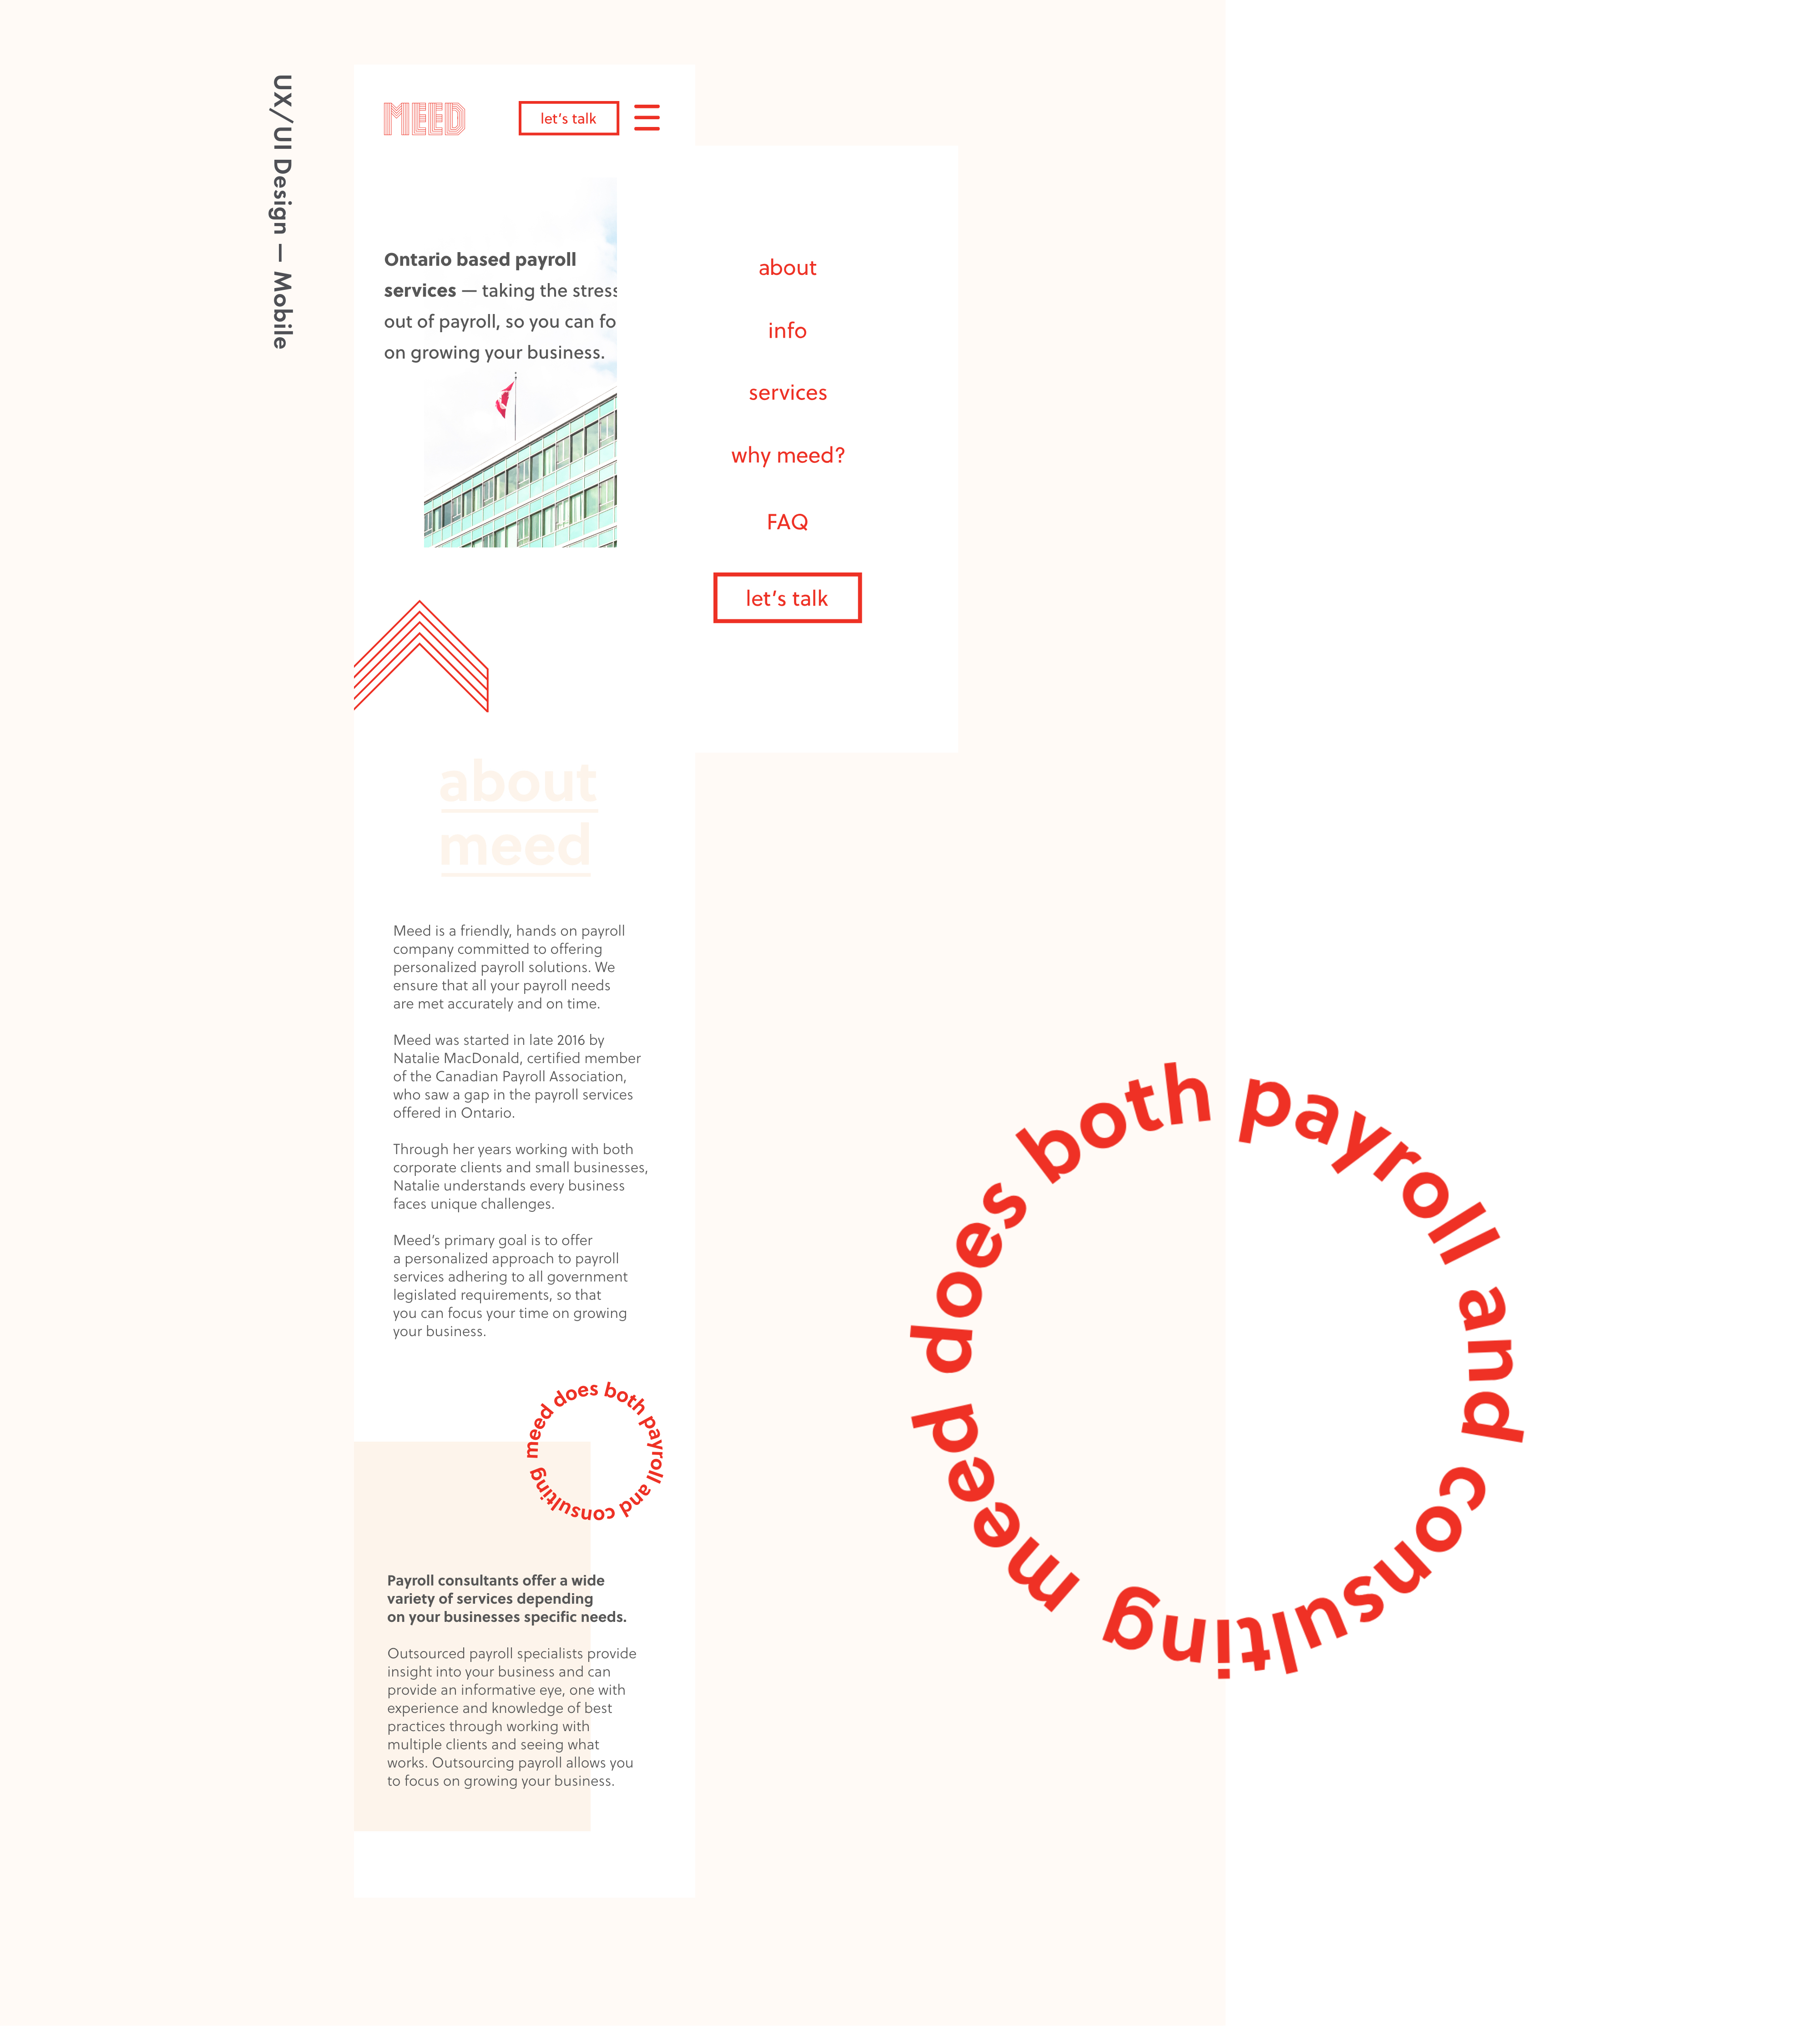 UX/UI Design — Mobile
MEED
let's talk
Ontario based payroll
services — taking the stress
out of payroll, so you can fo
on growing your business.
about
info
services
why meed?
FAQ
let's talk
about
meed
Meed is a friendly, hands on payroll
company committed to offering
personalized payroll solutions. We
ensure that all your payroll needs
are met accurately and on time.
Meed was started in late 2016 by
Natalie MacDonald, certified member
of the Canadian Payroll Association,
who saw a gap in the payroll services
offered in Ontario.
Through her years working with both
corporate clients and small businesses,
Natalie understands every business
faces unique challenges.
Meed's primary goal is to offer
a personalized approach to payroll
services adhering to all government
legislated requirements, so that
you can focus your time on growing
your business.
meed does both payroll and consulting
Payroll consultants offer a wide
variety of services depending
on your businesses specific needs.
Outsourced payroll specialists provide
insight into your business and can
provide an informative eye, one with
experience and knowledge of best
practices through working with
multiple clients and seeing what
works. Outsourcing payroll allows you
to focus on growing your business.
meed does both payroll and consulting